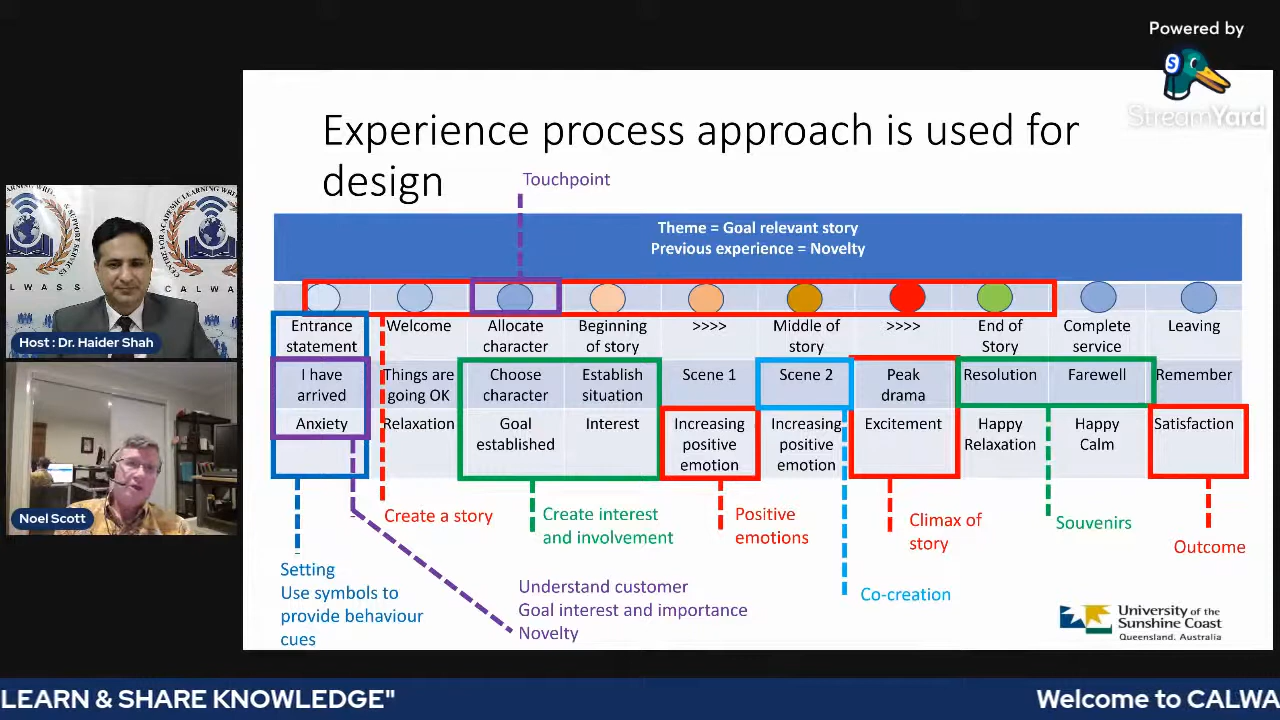 Powered by
StreamYard
Experience process approach is used for
design
Touchpoint
Theme = Goal relevant story
Previous experience = Novelty
Entrance statement
Welcome
Allocate character
Beginning of story
>>>>
Middle of story
>>>>
End of Story
Complete service
Leaving
I have arrived
Things are going OK
Choose character
Establish situation
Scene 1
Scene 2
Peak drama
Resolution
Farewell
Remember
Anxiety
Relaxation
Goal established
Interest
Increasing positive emotion
Increasing positive emotion
Excitement
Happy Relaxation
Happy Calm
Satisfaction
Create a story
Create interest
and involvement
Positive
emotions
Climax of
story
Souvenirs
Outcome
Setting
Use symbols to
provide behaviour
cues
Understand customer
Goal interest and importance
Novelty
Co-creation
University of the
Sunshine Coast
Queensland, Australia
Host : Dr. Haider Shah
Noel Scott
LEARN & SHARE KNOWLEDGE"
Welcome to CALWA